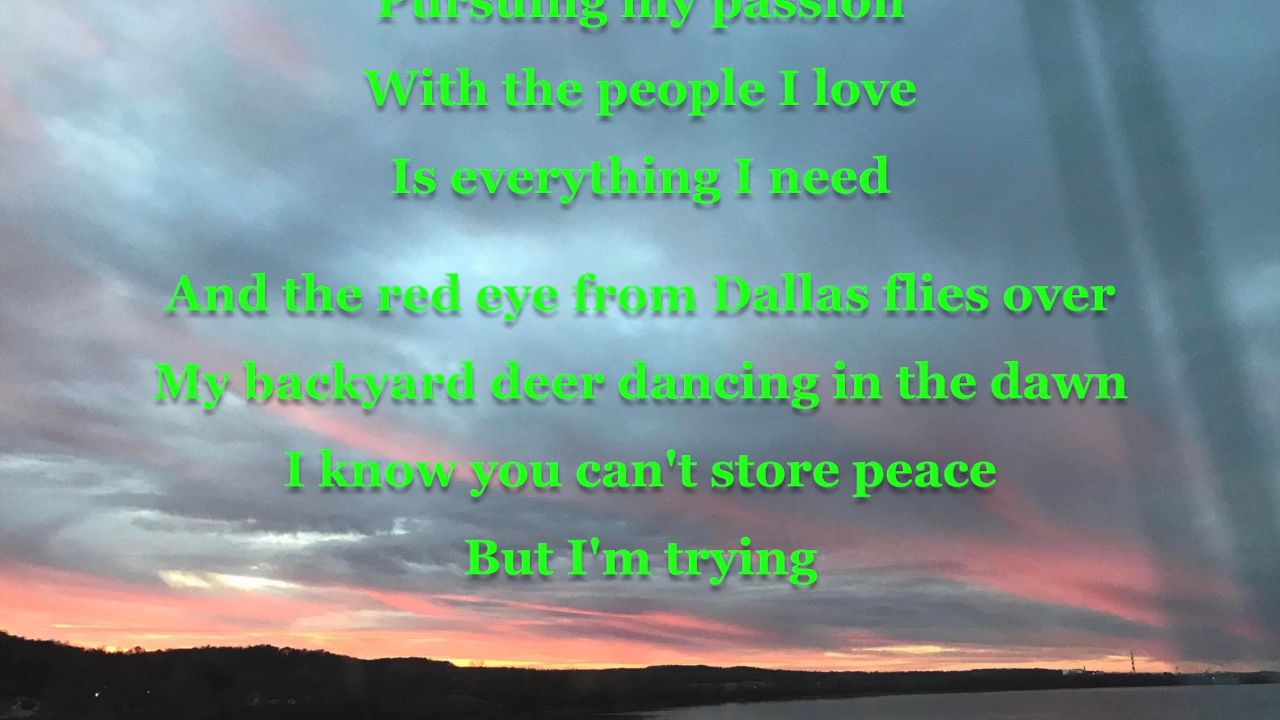 Pursuing my passion
With the people I love
Is everything I need
And the red eye from Dallas flies over
My backyard deer dancing in the dawn
I know you can't store peace
But I'm trying